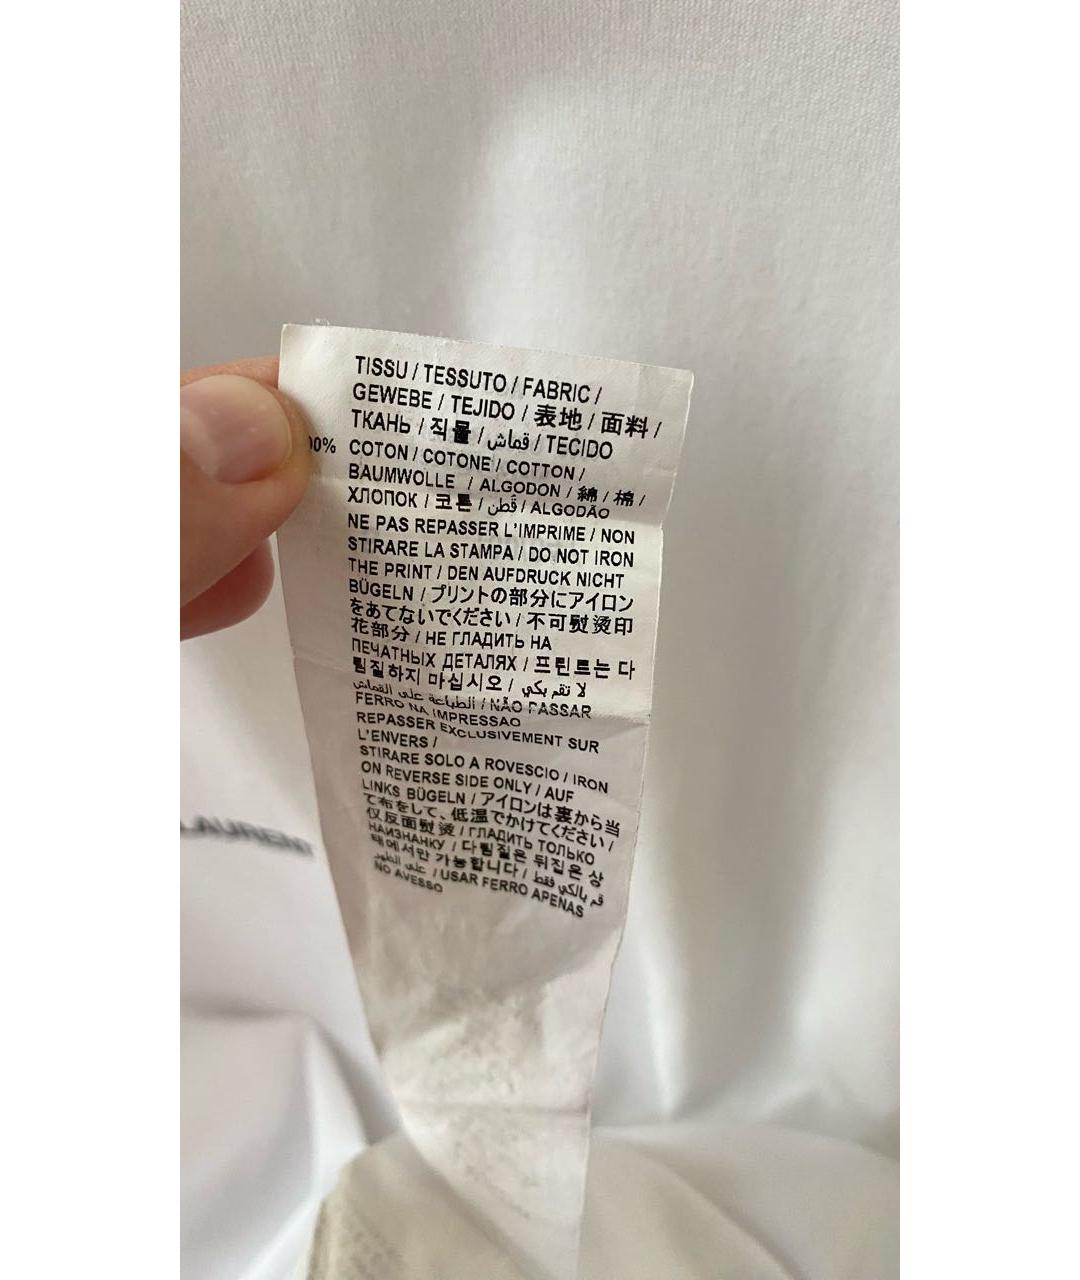 TISSU / TESSUTO / FABRIC /
GEWEBE / TEJIDO / 表地 / 面料 /
ТКАНЬ / 직물 / قماش / TECIDO
00% COTON / COTONE / COTTON /
BAUMWOLLE / ALGODON / 綿 / 棉 /
ХЛОПОК / 코튼 / قطن / ALGODÃO
NE PAS REPASSER L'IMPRIME / NON
STIRARE LA STAMPA / DO NOT IRON
THE PRINT / DEN AUFDRUCK NICHT
BÜGELN / プリントの部分にアイロン
をあてないでください / 不可熨烫印
花部分 / НЕ ГЛАДИТЬ НА
ПЕЧАТНЫХ ДЕТАЛЯХ / 프린트는 다
림질하지 마십시오 / لا تقم بكي
الطباعة على القماش / NÃO PASSAR
FERRO NA IMPRESSAO
REPASSER EXCLUSIVEMENT SUR
L'ENVERS /
STIRARE SOLO A ROVESCIO / IRON
ON REVERSE SIDE ONLY / AUF
LINKS BÜGELN / アイロンは裏から当
て布をして、低温でかけてください /
仅反面熨烫 / ГЛАДИТЬ ТОЛЬКО
НАИЗНАНКУ / 다림질은 뒤집은 상
태에서만 가능합니다 / قم بالكي فقط
على الظهر / USAR FERRO APENAS
NO AVESSO
LAURENT